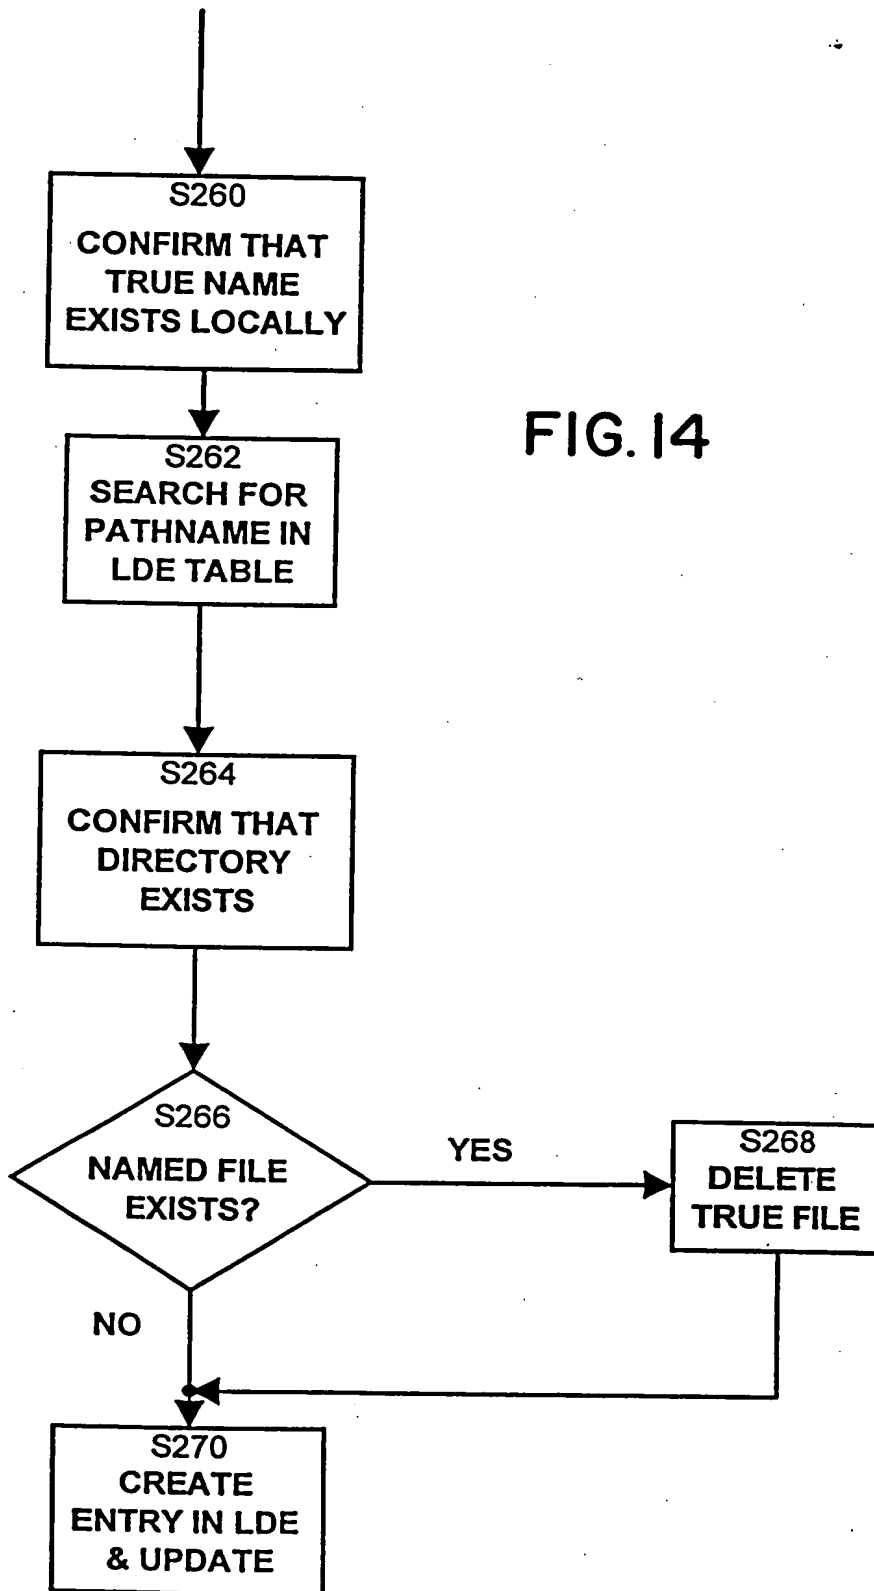 S260
CONFIRM THAT
TRUE NAME
EXISTS LOCALLY
FIG. 14
S262
SEARCH FOR
PATHNAME IN
LDE TABLE
S264
CONFIRM THAT
DIRECTORY
EXISTS
S266
NAMED FILE
EXISTS?
YES
S268
DELETE
TRUE FILE
NO
S270
CREATE
ENTRY IN LDE
& UPDATE